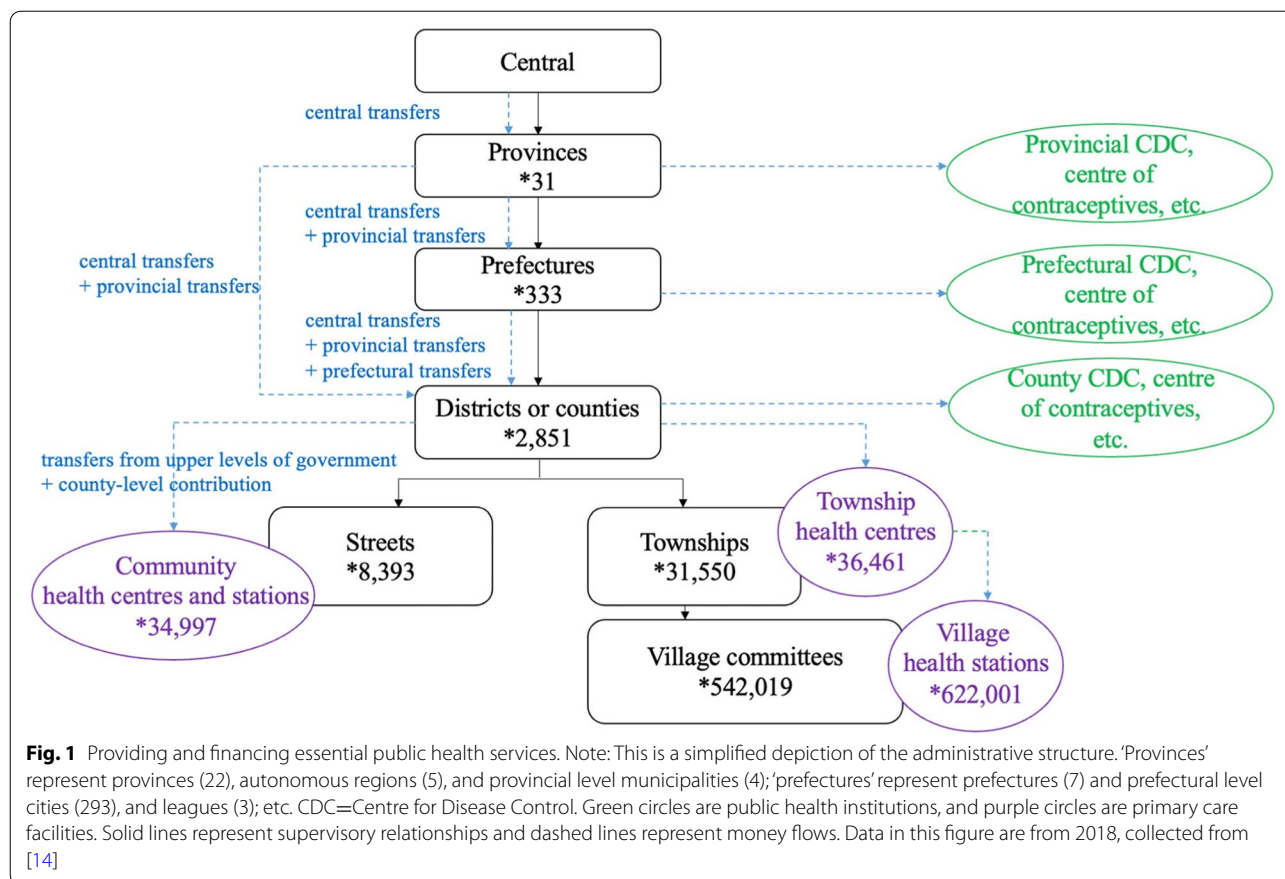 Central
central transfers
Provinces
*31
Provincial CDC,
centre of
contraceptives, etc.
central transfers
+ provincial transfers
central transfers
+ provincial transfers
Prefectures
*333
Prefectural CDC,
centre of
contraceptives, etc.
central transfers
+ provincial transfers
+ prefectural transfers
Districts or counties
*2,851
County CDC, centre
of contraceptives,
etc.
transfers from upper levels of government
+ county-level contribution
Community
health centres and stations
*34,997
Streets
*8,393
Townships
*31,550
Township
health centres
*36,461
Village committees
*542,019
Village
health stations
*622,001
Fig. 1 Providing and financing essential public health services. Note: This is a simplified depiction of the administrative structure. ‘Provinces’
represent provinces (22), autonomous regions (5), and provincial level municipalities (4); ‘prefectures’ represent prefectures (7) and prefectural level
cities (293), and leagues (3); etc. CDC=Centre for Disease Control. Green circles are public health institutions, and purple circles are primary care
facilities. Solid lines represent supervisory relationships and dashed lines represent money flows. Data in this figure are from 2018, collected from
[14]